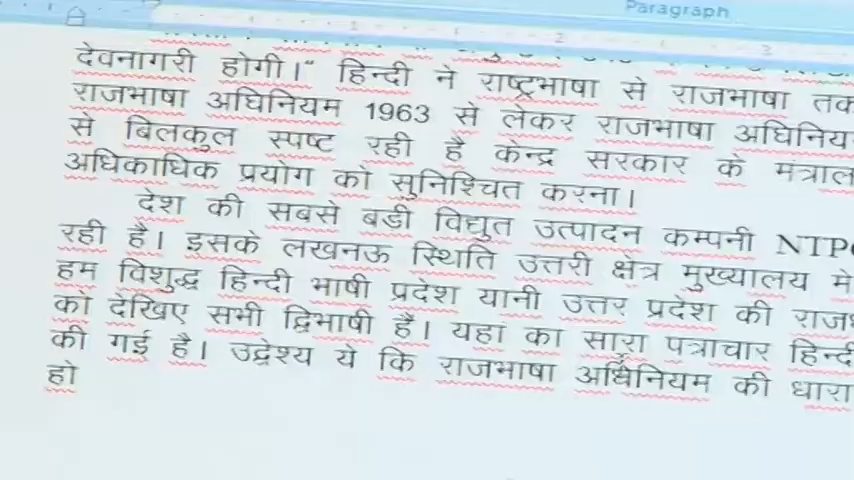 Paragraph
देवनागरी होगी।" हिन्दी ने राष्ट्रभाषा से राजभाषा तक
राजभाषा अधिनियम 1963 से लेकर राजभाषा
से बिलकुल स्पष्ट रही है केन्द्र सरकार के
अधिकाधिक प्रयोग को सुनिश्चित करना।
देश की सबसे बडी विद्युत उत्पादन कम्पनी NTPC
रही है। इसके लखनऊ स्थिति उत्तरी क्षेत्र मुख्यालय मे
हम विशुद्ध हिन्दी भाषी प्रदेश यानी उत्तर प्रदेश की
को देखिए सभी द्विभाषी है। यहां का सारा पत्राचार हिन्दी
की गई है। उद्रेश्य ये कि राजभाषा अधिनियम की धारा
हो